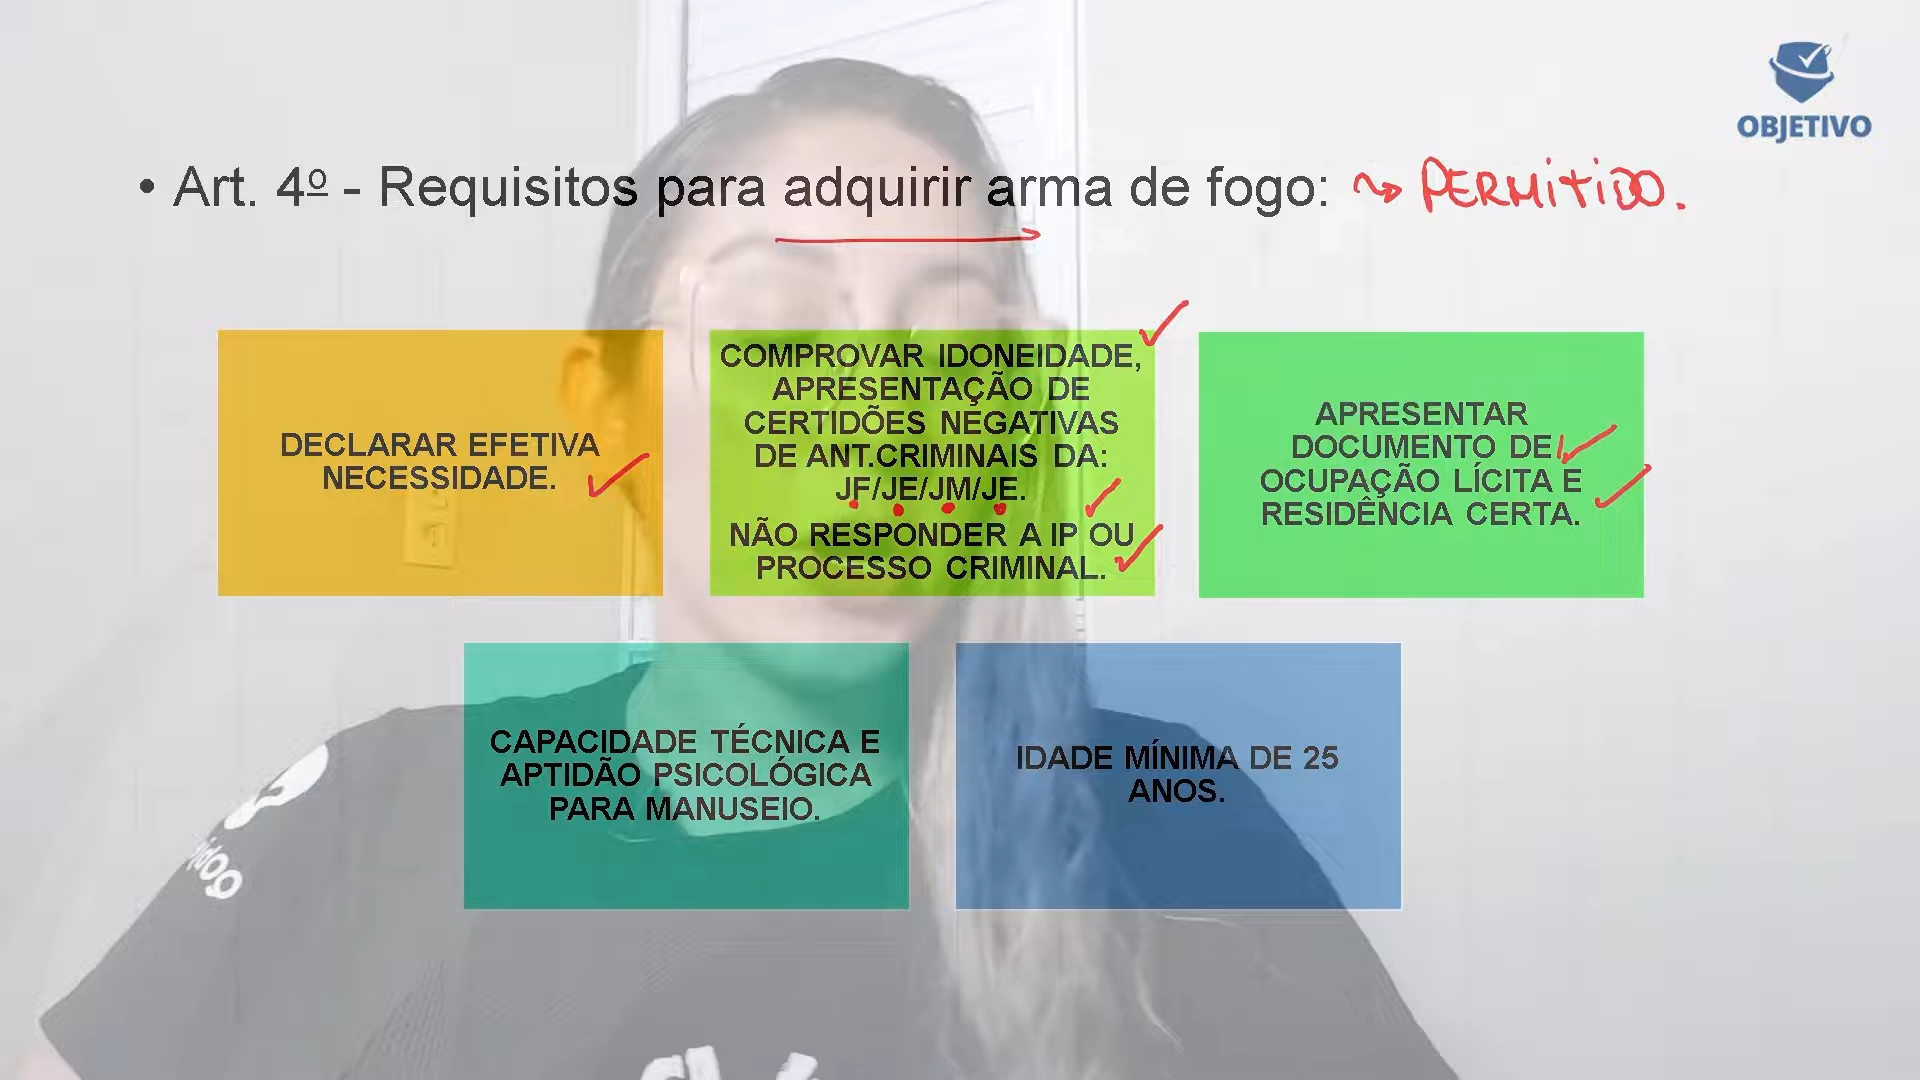 OBJETIVO
• Art. 4º - Requisitos para adquirir arma de fogo: ↝ PERMITIDO.
DECLARAR EFETIVA
NECESSIDADE.
COMPROVAR IDONEIDADE,
APRESENTAÇÃO DE
CERTIDÕES NEGATIVAS
DE ANT.CRIMINAIS DA:
JF/JE/JM/JE.
NÃO RESPONDER A IP OU
PROCESSO CRIMINAL.
APRESENTAR
DOCUMENTO DE
OCUPAÇÃO LÍCITA E
RESIDÊNCIA CERTA.
CAPACIDADE TÉCNICA E
APTIDÃO PSICOLÓGICA
PARA MANUSEIO.
IDADE MÍNIMA DE 25
ANOS.